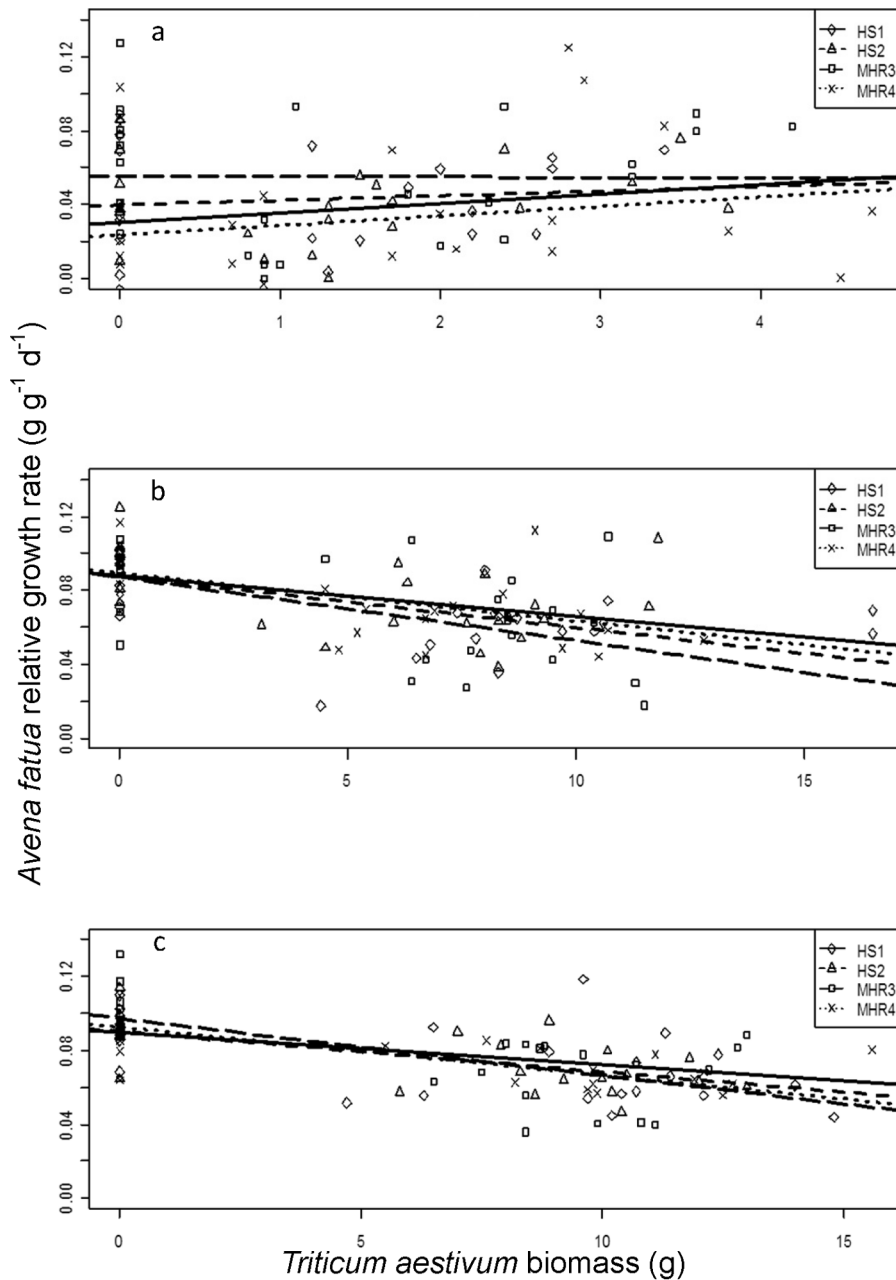 Avena fatua relative growth rate (g g-1 d-1)
a
HS1
HS2
MHR3
MHR4
0.12
0.08
0.04
0.00
0 1 2 3 4
b
HS1
HS2
MHR3
MHR4
0.12
0.08
0.04
0.00
0 5 10 15
c
HS1
HS2
MHR3
MHR4
0.12
0.08
0.04
0.00
0 5 10 15
Triticum aestivum biomass (g)